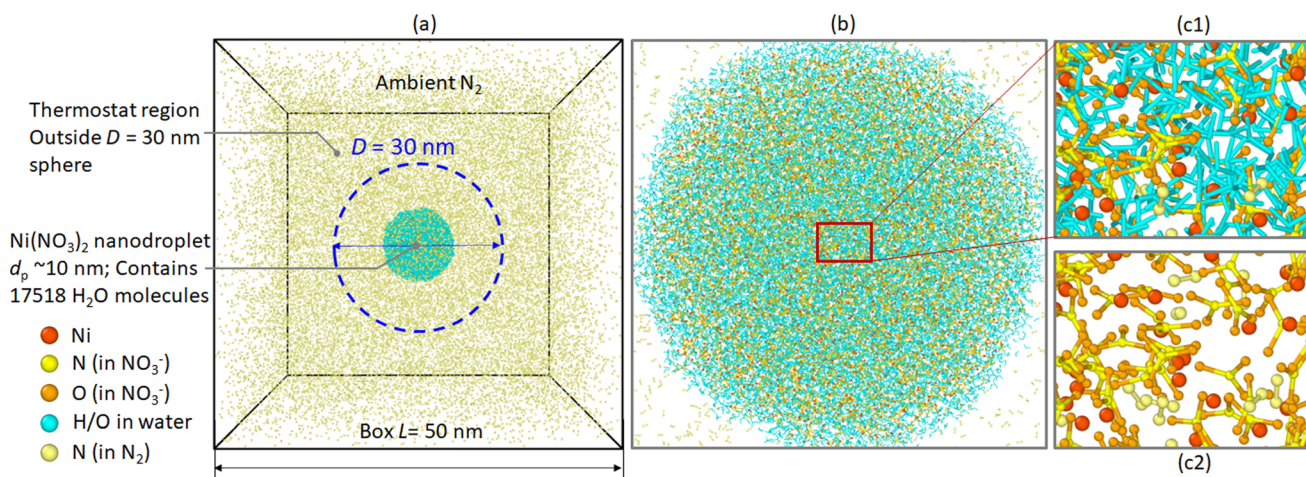 (a)
(b)
(c1)
Ambient N₂
Thermostat region
Outside D = 30 nm
sphere
D = 30 nm
Ni(NO₃)₂ nanodroplet
dₚ ~10 nm; Contains
17518 H₂O molecules
Ni
N (in NO₃⁻)
O (in NO₃⁻)
H/O in water
N (in N₂)
Box L= 50 nm
(c2)